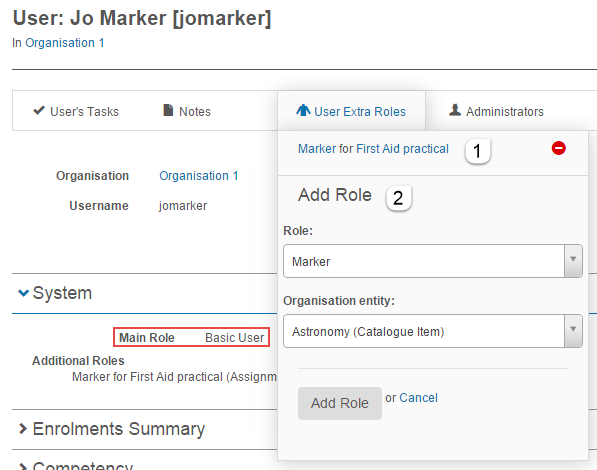 User: Jo Marker [jomarker]
In Organisation 1
User's Tasks Notes User Extra Roles Administrators
Marker for First Aid practical 1
Organisation Organisation 1
Username jomarker
Add Role 2
Role:
Marker
Organisation entity:
Astronomy (Catalogue Item)
Add Role or Cancel
System
Main Role Basic User
Additional Roles
Marker for First Aid practical (Assignm
Enrolments Summary
Competency